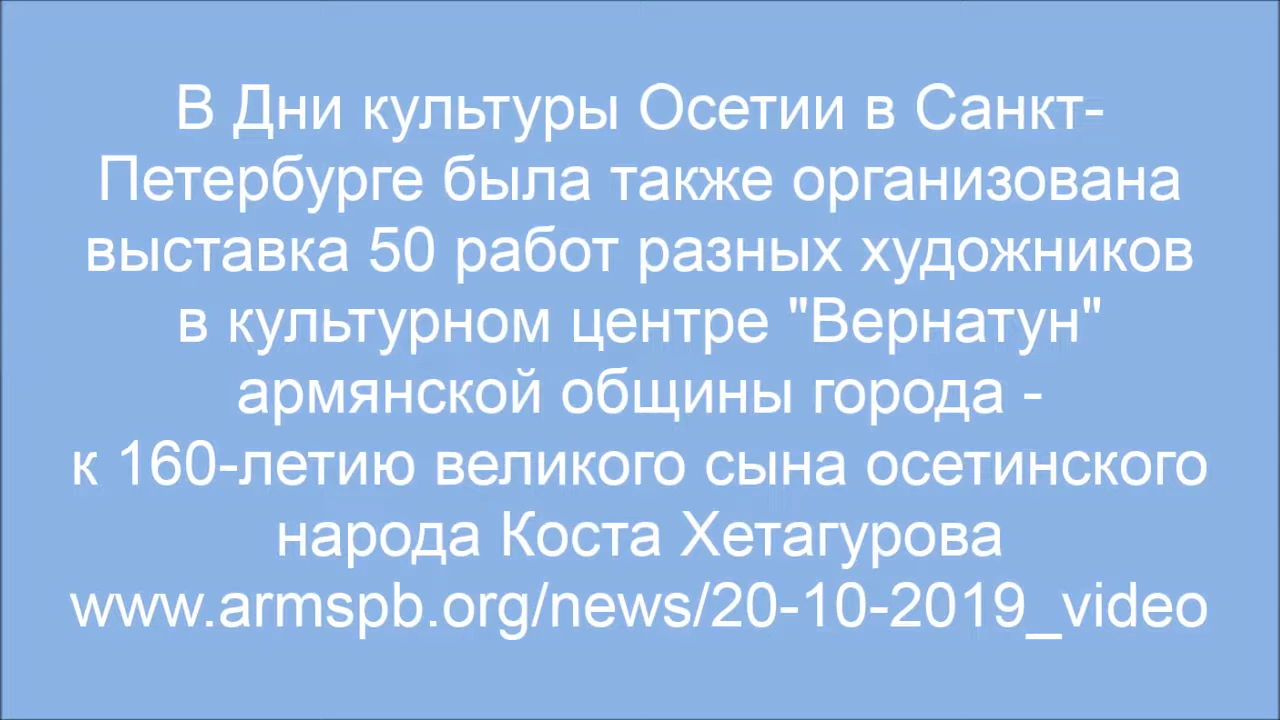 В Дни культуры Осетии в Санкт-
Петербурге была также организована
выставка 50 работ разных художников
в культурном центре "Вернатун"
армянской общины города -
к 160-летию великого сына осетинского
народа Коста Хетагурова
www.armspb.org/news/20-10-2019_video